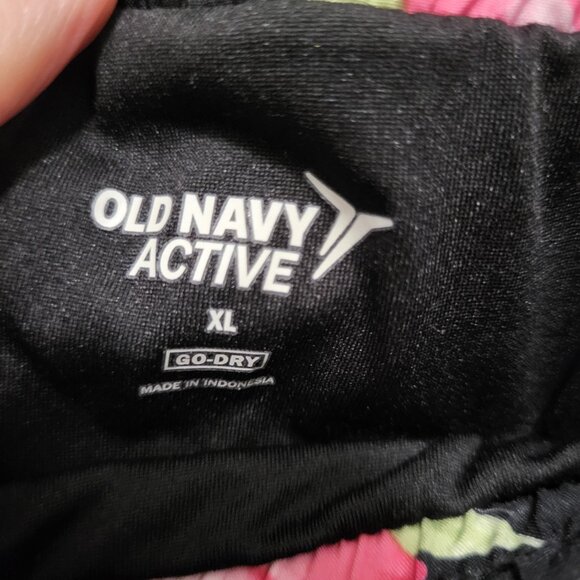 OLD NAVY
ACTIVE
XL
GO-DRY
MADE IN INDONESIA